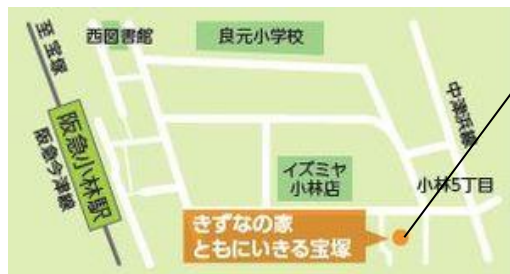 至 宝塚
西図書館
良元小学校
阪急小林駅
阪急今津線
中津浜線
イズミヤ
小林店
小林5丁目
きずなの家
ともにいきる宝塚